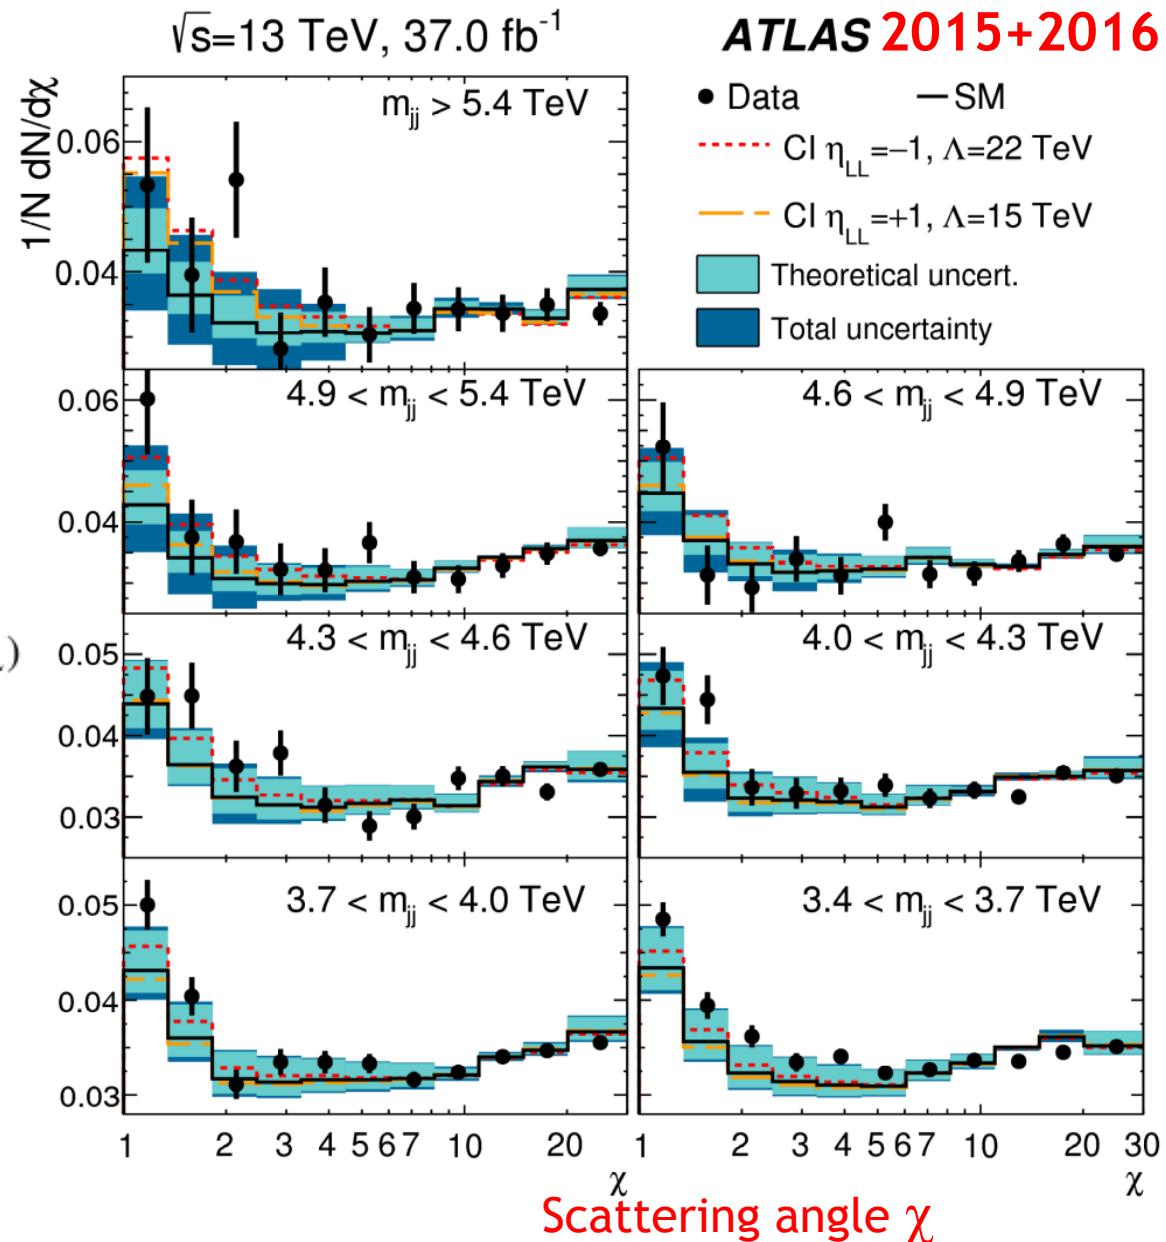 √s=13 TeV, 37.0 fb⁻¹
ATLAS 2015+2016
1/N dN/dχ
m_jj > 5.4 TeV
0.06
0.04
Data
SM
CI η_LL=−1, Λ=22 TeV
CI η_LL=+1, Λ=15 TeV
Theoretical uncert.
Total uncertainty
4.9 < m_jj < 5.4 TeV
0.06
0.04
4.6 < m_jj < 4.9 TeV
4.3 < m_jj < 4.6 TeV
0.05
0.04
0.03
4.0 < m_jj < 4.3 TeV
3.7 < m_jj < 4.0 TeV
0.05
0.04
0.03
3.4 < m_jj < 3.7 TeV
1 2 3 4 5 6 7 10 20
1 2 3 4 5 6 7 10 20 30
χ
χ
Scattering angle χ